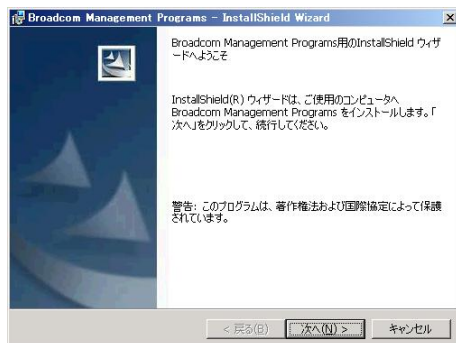 Broadcom Management Programs - InstallShield Wizard
Broadcom Management Programs用のInstallShield ウィザ
ードへようこそ
InstallShield(R) ウィザードは、ご使用のコンピュータへ
Broadcom Management Programs をインストールします。「
次へ」をクリックして、続行してください。
警告: このプログラムは、著作権法および国際協定によって保護
されています。
< 戻る(B)
次へ(N) >
キャンセル